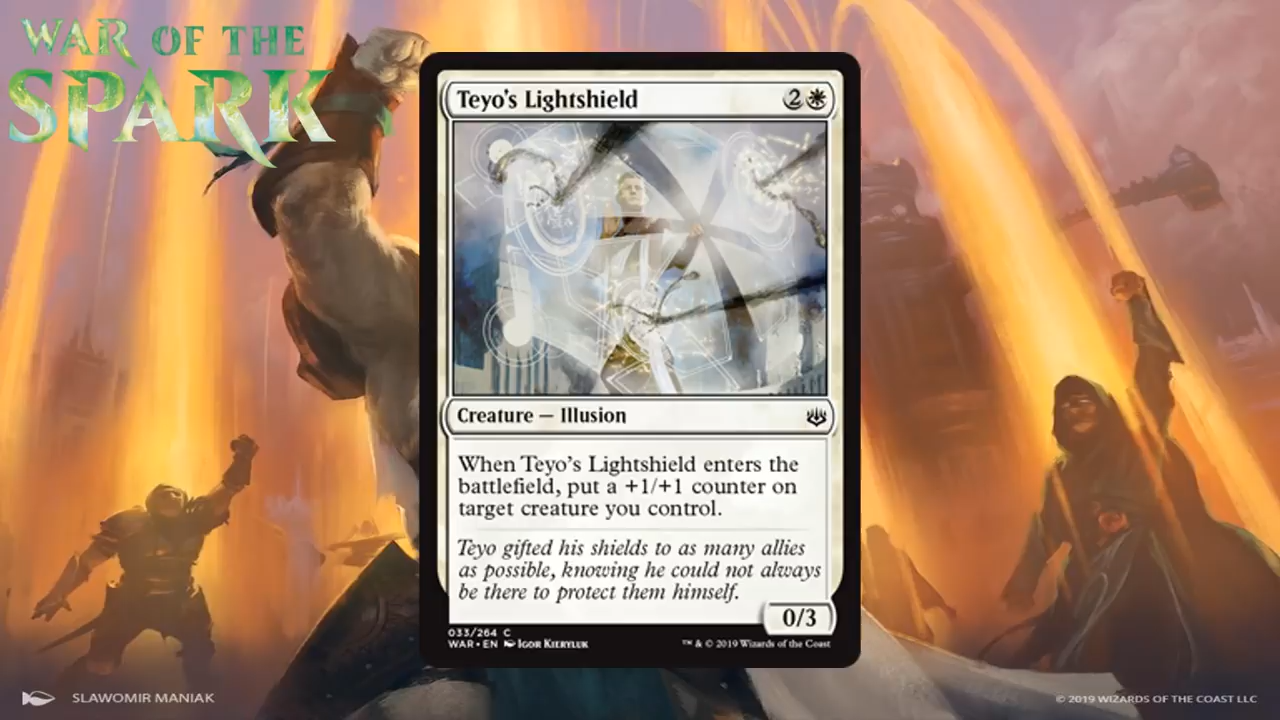 WAR OF THE
SPARK
Teyo's Lightshield 2
Creature — Illusion
When Teyo's Lightshield enters the
battlefield, put a +1/+1 counter on
target creature you control.
Teyo gifted his shields to as many allies
as possible, knowing he could not always
be there to protect them himself.
0/3
033/264 C
WAR • EN IGOR KIERYLUK ™ & © 2019 Wizards of the Coast
SLAWOMIR MANIAK © 2019 WIZARDS OF THE COAST LLC